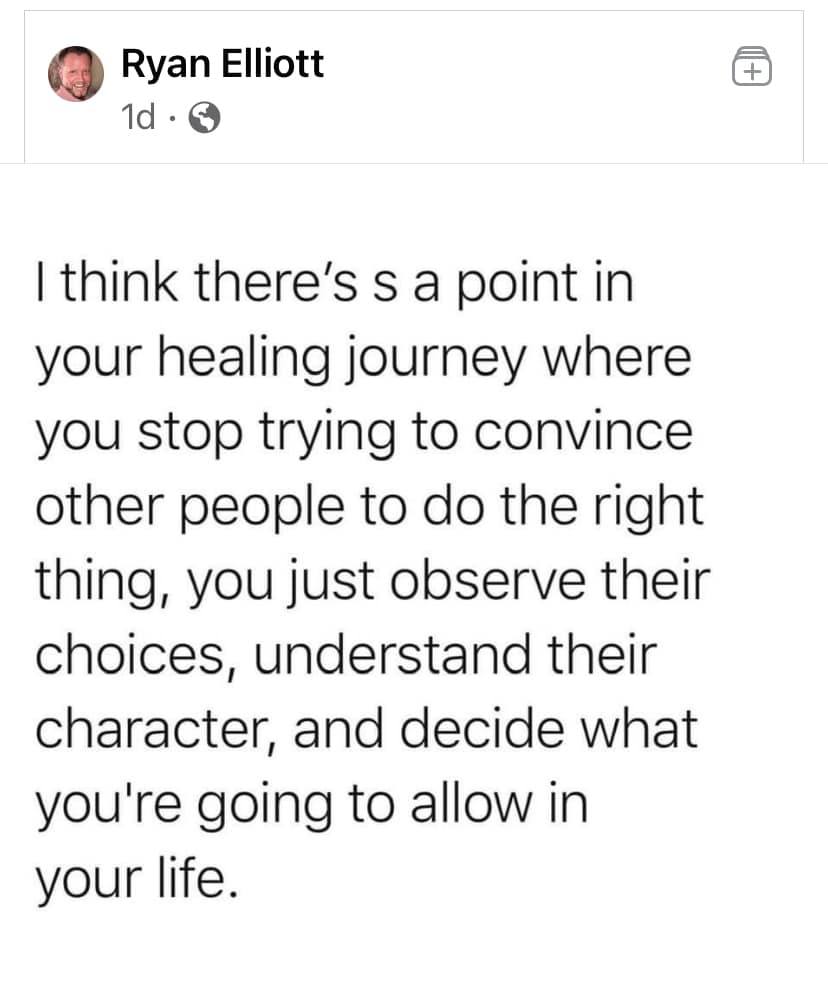 Ryan Elliott
1d ·
I think there’s s a point in
your healing journey where
you stop trying to convince
other people to do the right
thing, you just observe their
choices, understand their
character, and decide what
you're going to allow in
your life.